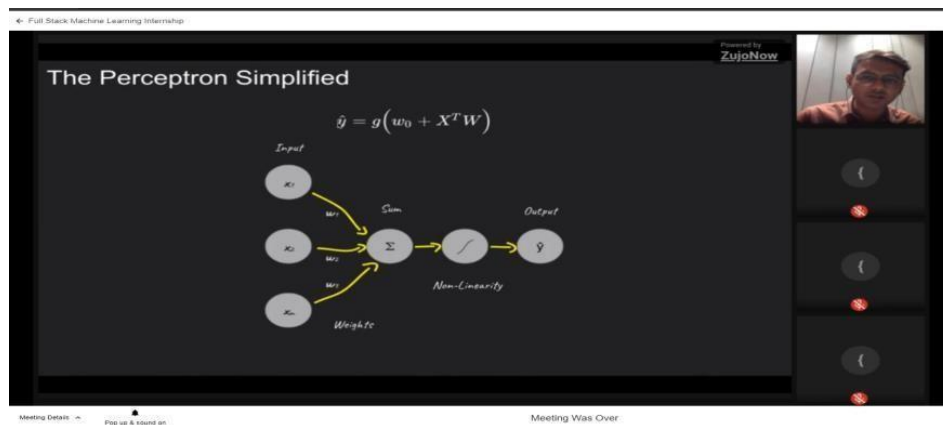 ← Full Stack Machine Learning Internship
Powered by
ZujoNow
The Perceptron Simplified
ŷ = g(w₀ + XᵀW)
Input
x₁
w₁
Sum
Output
x₂
w₂
Σ
ŷ
Non-Linearity
xₙ
Weights
{
{
{
Meeting Details
Pop up & sound on
Meeting Was Over